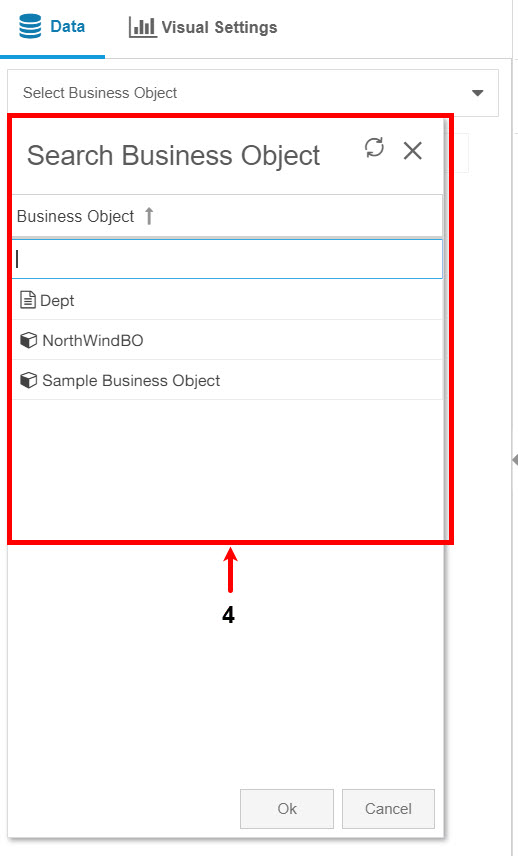 Data Visual Settings
Select Business Object
Search Business Object
Business Object
Dept
NorthWindBO
Sample Business Object
4
Ok Cancel